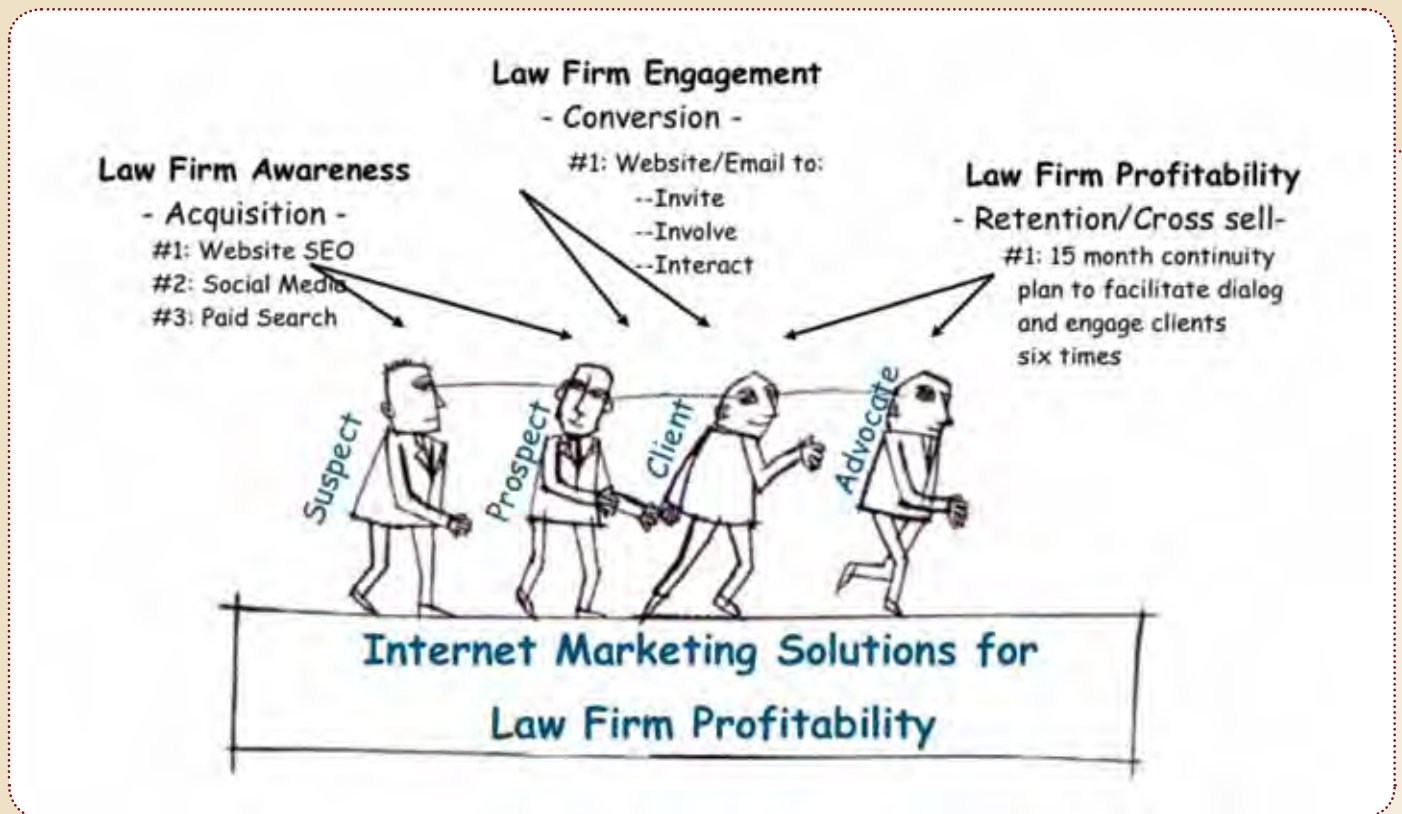 Law Firm Engagement
- Conversion -
#1: Website/Email to:
--Invite
--Involve
--Interact
Law Firm Awareness
- Acquisition -
#1: Website SEO
#2: Social Media
#3: Paid Search
Law Firm Profitability
- Retention/Cross sell-
#1: 15 month continuity
plan to facilitate dialog
and engage clients
six times
Suspect
Prospect
Client
Advocate
Internet Marketing Solutions for
Law Firm Profitability